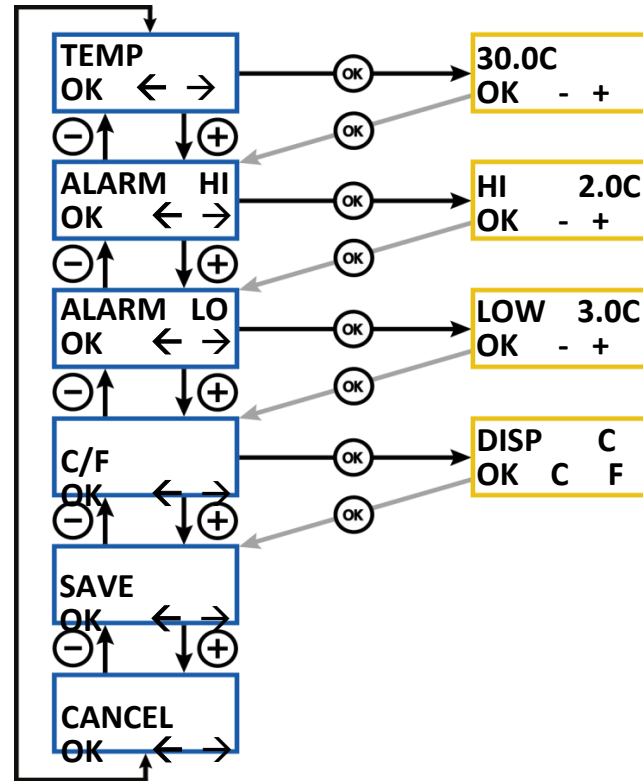 TEMP
OK ← →
OK
30.0C
OK - +
− +
OK
ALARM HI
OK ← →
OK
HI 2.0C
OK - +
− +
OK
ALARM LO
OK ← →
OK
LOW 3.0C
OK - +
− +
OK
C/F
OK ← →
OK
DISP C
OK C F
− +
OK
SAVE
OK ← →
− +
CANCEL
OK ← →